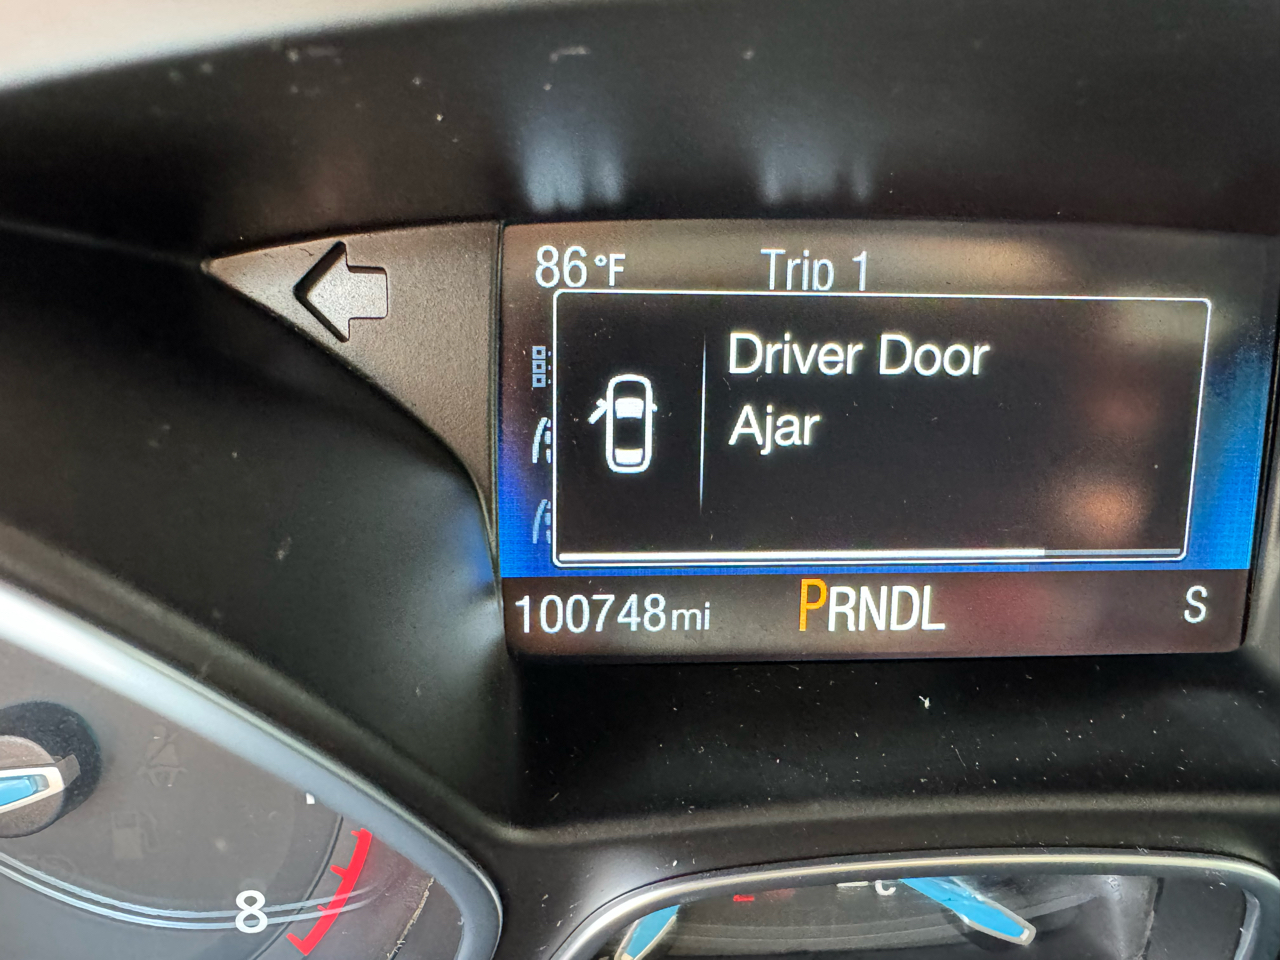 86°F Trip 1
Driver Door
Ajar
100748mi PRNDL S
8
C